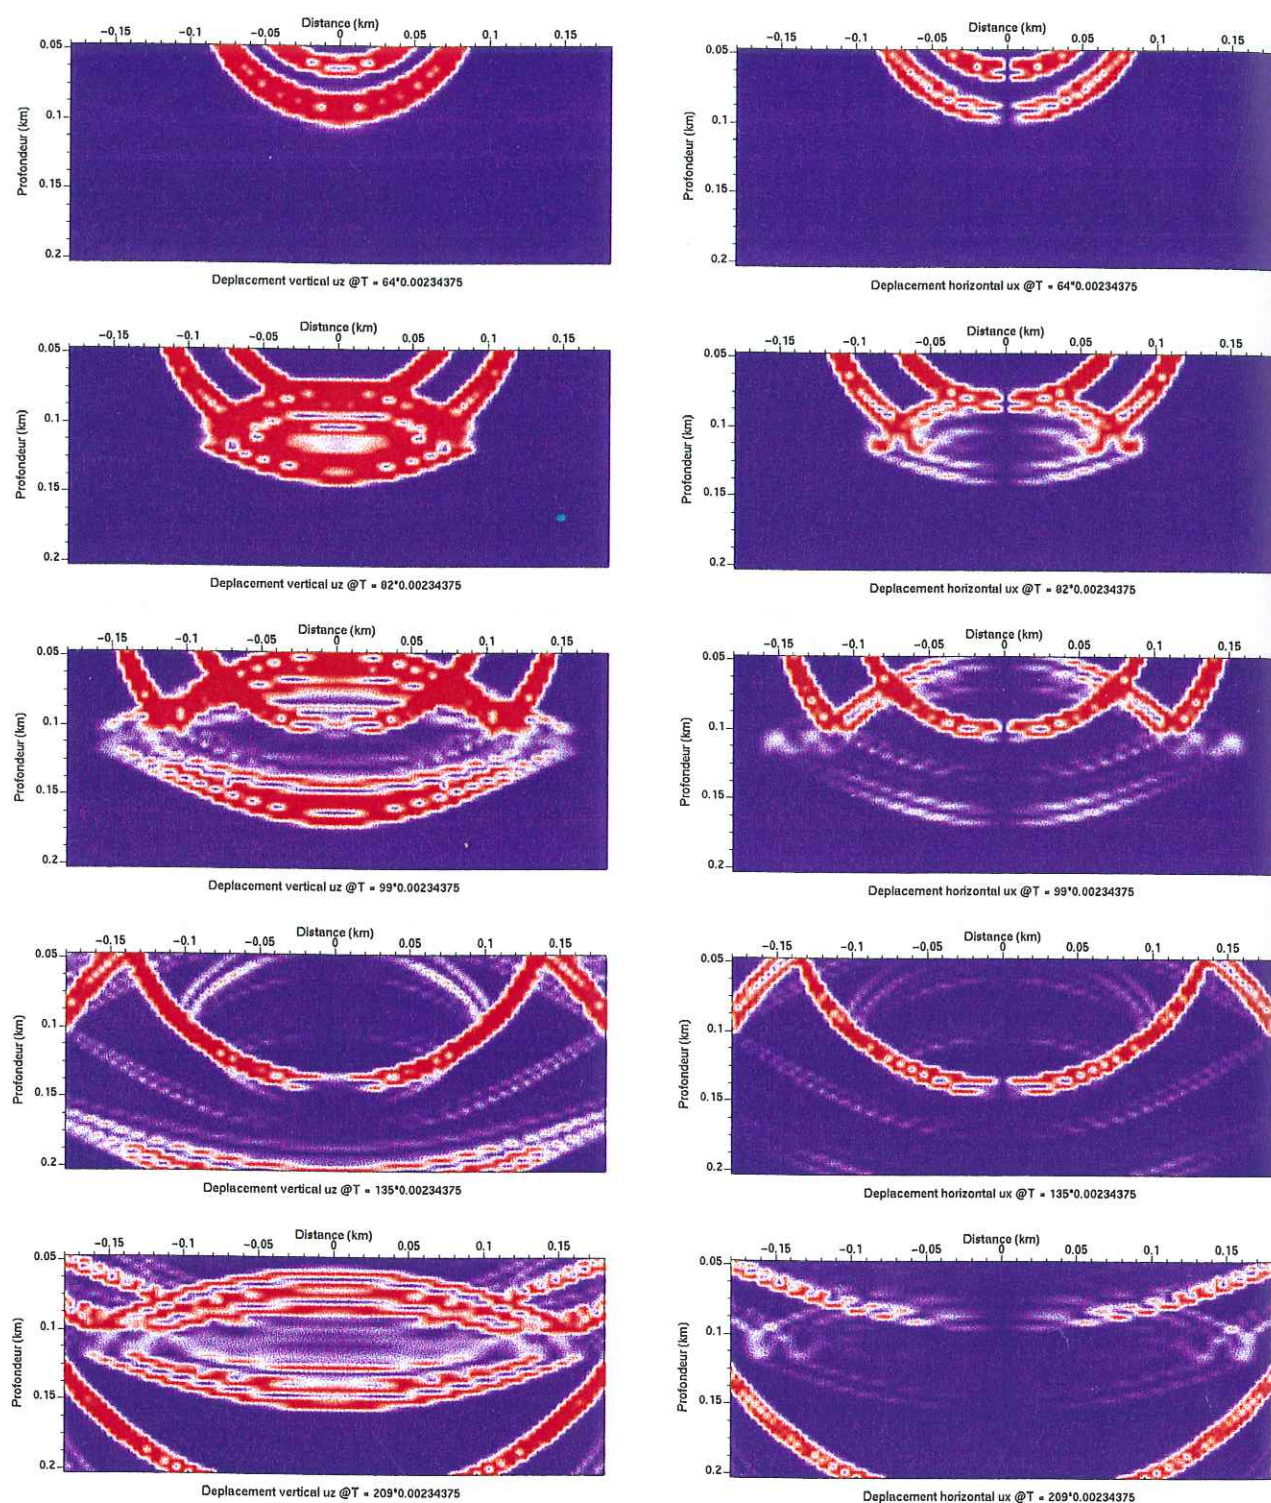 Distance (km)
-0.15 -0.1 -0.05 0 0.05 0.1 0.15
0.05
0.1
0.15
0.2
Profondeur (km)
Deplacement vertical uz @T = 64*0.00234375
Distance (km)
-0.15 -0.1 -0.05 0 0.05 0.1 0.15
0.05
0.1
0.15
0.2
Profondeur (km)
Deplacement horizontal ux @T = 64*0.00234375
Distance (km)
-0.15 -0.1 -0.05 0 0.05 0.1 0.15
0.05
0.1
0.15
0.2
Profondeur (km)
Deplacement vertical uz @T = 82*0.00234375
Distance (km)
-0.15 -0.1 -0.05 0 0.05 0.1 0.15
0.05
0.1
0.15
0.2
Profondeur (km)
Deplacement horizontal ux @T = 82*0.00234375
Distance (km)
-0.15 -0.1 -0.05 0 0.05 0.1 0.15
0.05
0.1
0.15
0.2
Profondeur (km)
Deplacement vertical uz @T = 99*0.00234375
Distance (km)
-0.15 -0.1 -0.05 0 0.05 0.1 0.15
0.05
0.1
0.15
0.2
Profondeur (km)
Deplacement horizontal ux @T = 99*0.00234375
Distance (km)
-0.15 -0.1 -0.05 0 0.05 0.1 0.15
0.05
0.1
0.15
0.2
Profondeur (km)
Deplacement vertical uz @T = 135*0.00234375
Distance (km)
-0.15 -0.1 -0.05 0 0.05 0.1 0.15
0.05
0.1
0.15
0.2
Profondeur (km)
Deplacement horizontal ux @T = 135*0.00234375
Distance (km)
-0.15 -0.1 -0.05 0 0.05 0.1 0.15
0.05
0.1
0.15
0.2
Profondeur (km)
Deplacement vertical uz @T = 209*0.00234375
Distance (km)
-0.15 -0.1 -0.05 0 0.05 0.1 0.15
0.05
0.1
0.15
0.2
Profondeur (km)
Deplacement horizontal ux @T = 209*0.00234375